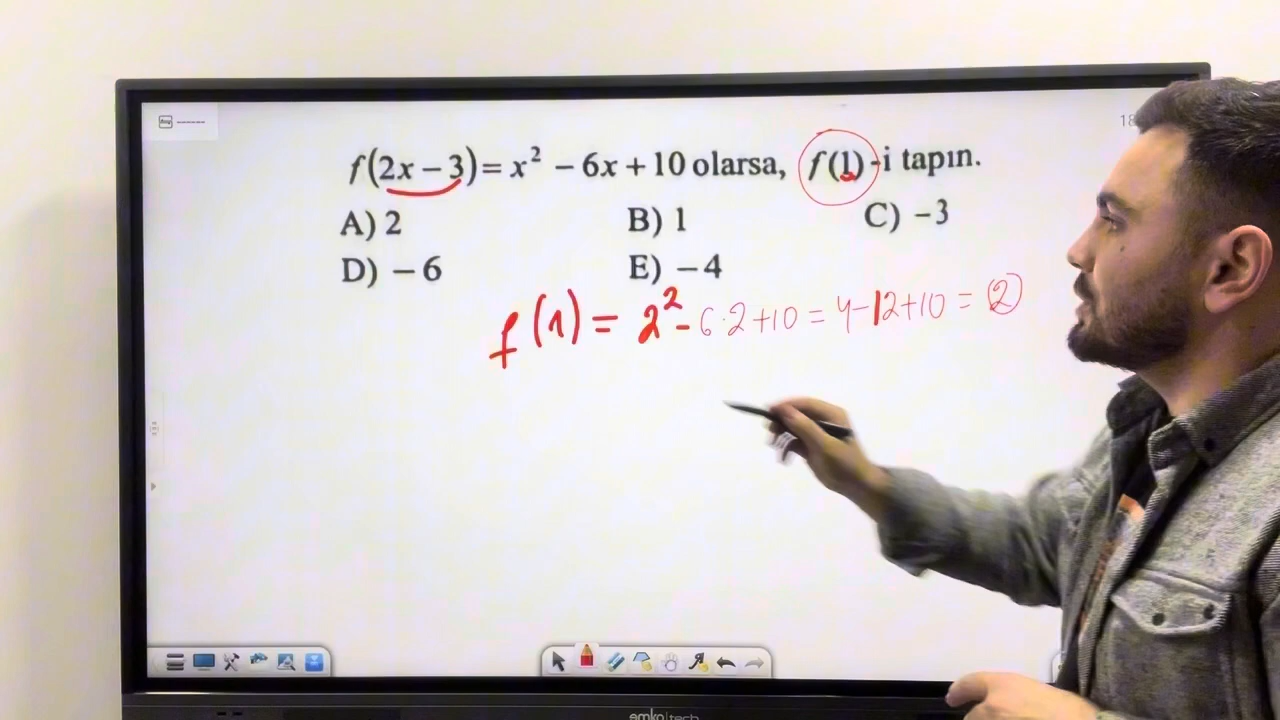 18
f(2x − 3) = x² − 6x + 10 olarsa, f(1)-i tapın.
A) 2 B) 1 C) −3
D) −6 E) −4
f(1) = 2² - 6·2+10 = 4-12+10 = 2